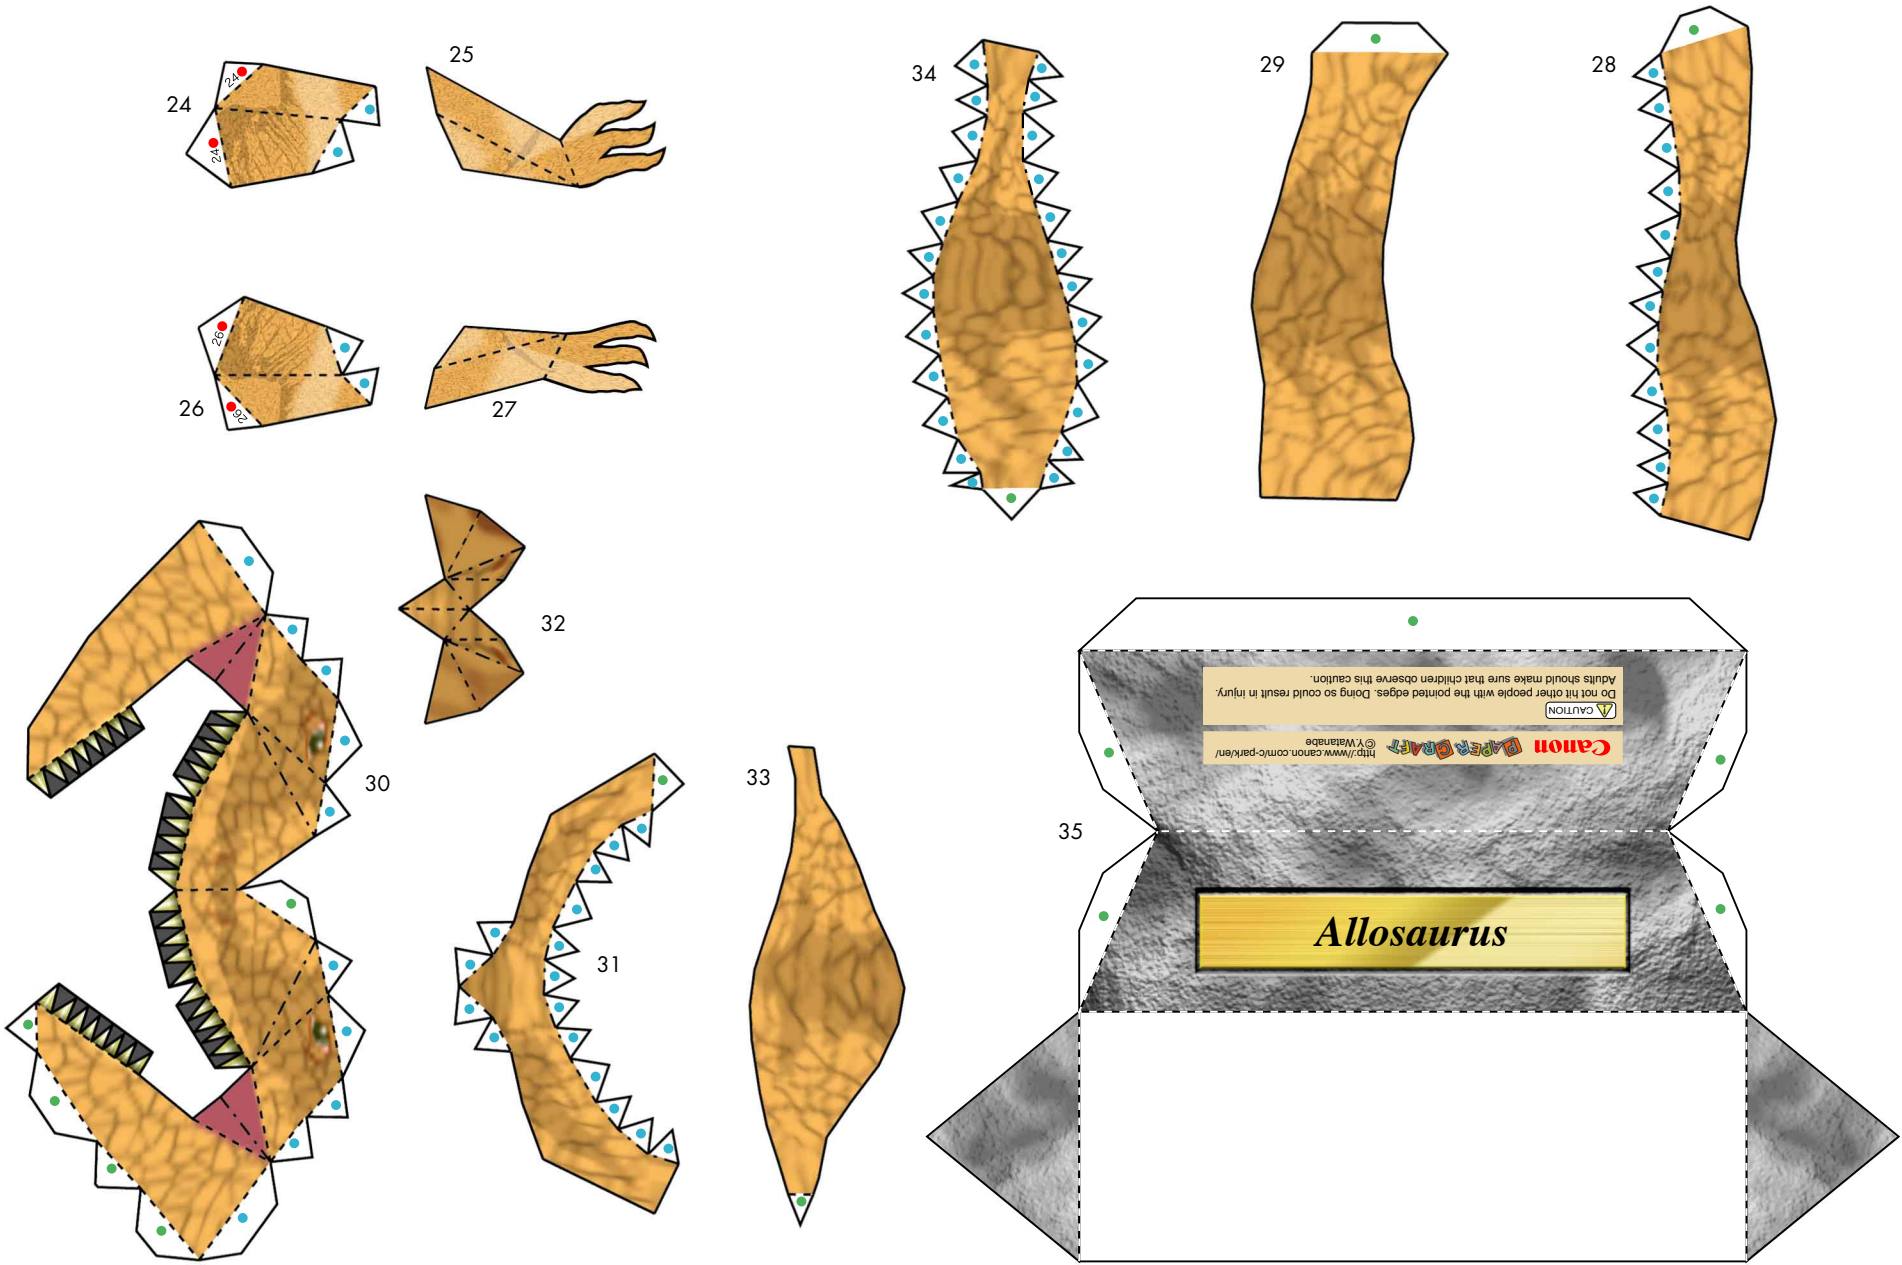 25
34
29
28
24
24
24
26
26
26
27
32
30
33
31
35
Adults should make sure that children observe this caution.
Do not hit other people with the pointed edges. Doing so could result in injury.
CAUTION
©Y.Watanabe
http://www.canon.com/c-park/en/
PAPER CRAFT
Canon
Allosaurus